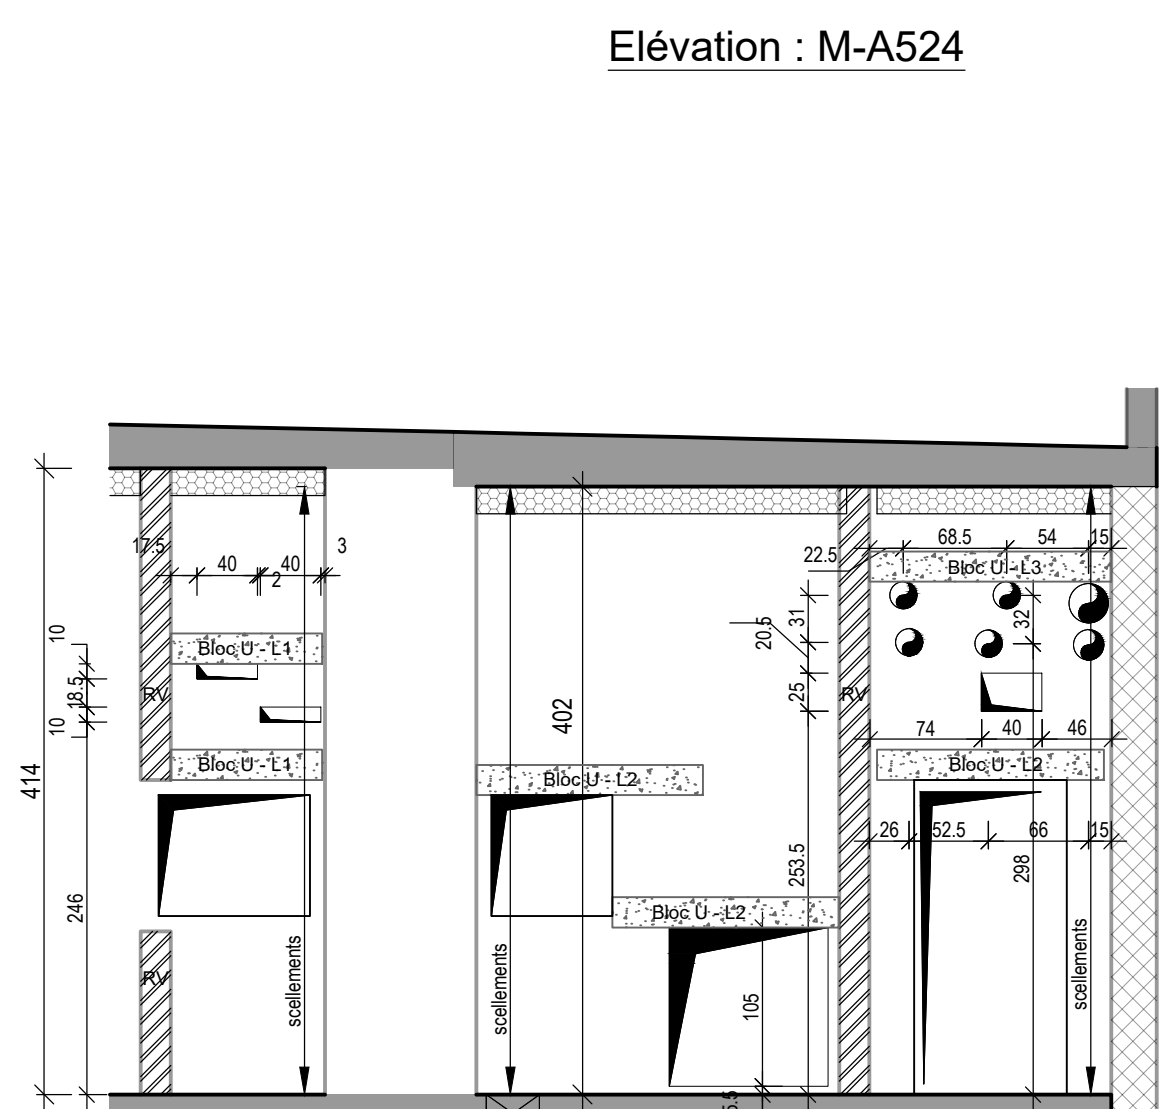 Elévation : M-A524
17.5
40
40
2
3
22.5
68.5
54
15
Bloc U - L3
10
18.5
10
Bloc U - L1
RV
Bloc U - L1
20.5
31
25
32
RV
402
74
40
46
414
Bloc U - L2
Bloc U - L2
26
52.5
66
15
253.5
298
246
Bloc U - L2
scellements
scellements
scellements
RV
105